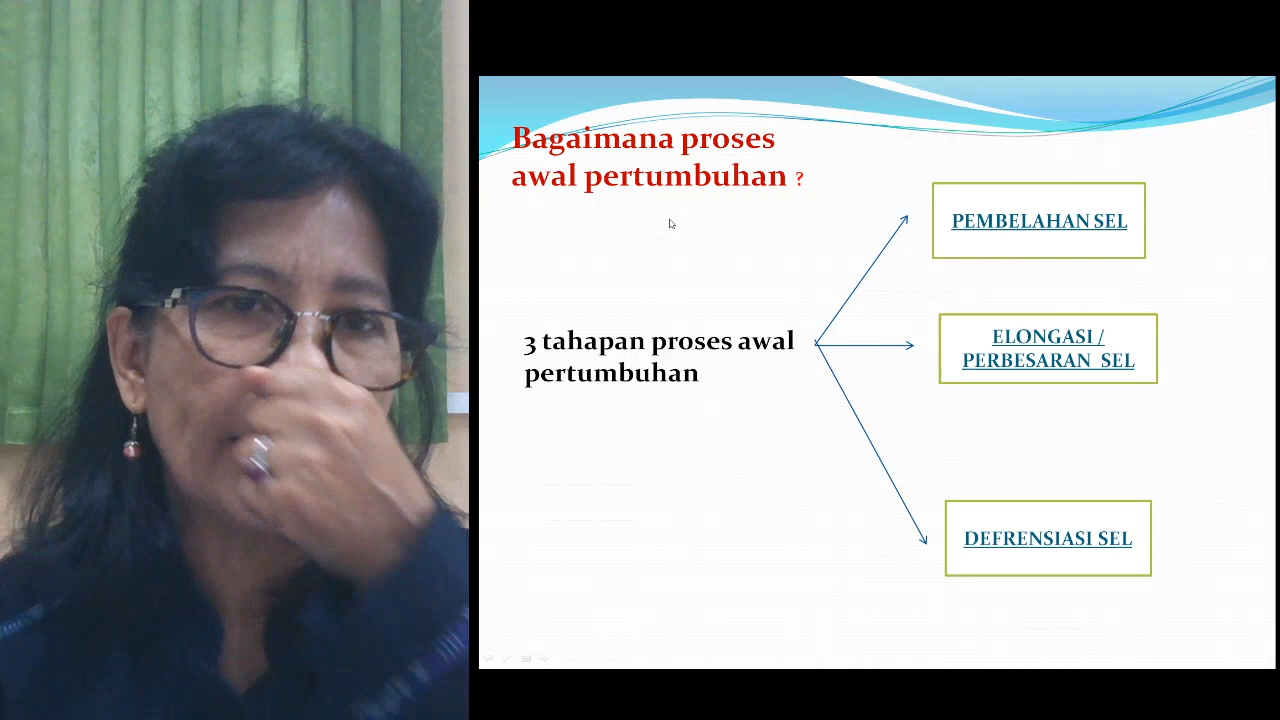 Bagaimana proses
awal pertumbuhan ?
3 tahapan proses awal
pertumbuhan
PEMBELAHAN SEL
ELONGASI /
PERBESARAN SEL
DEFRENSIASI SEL